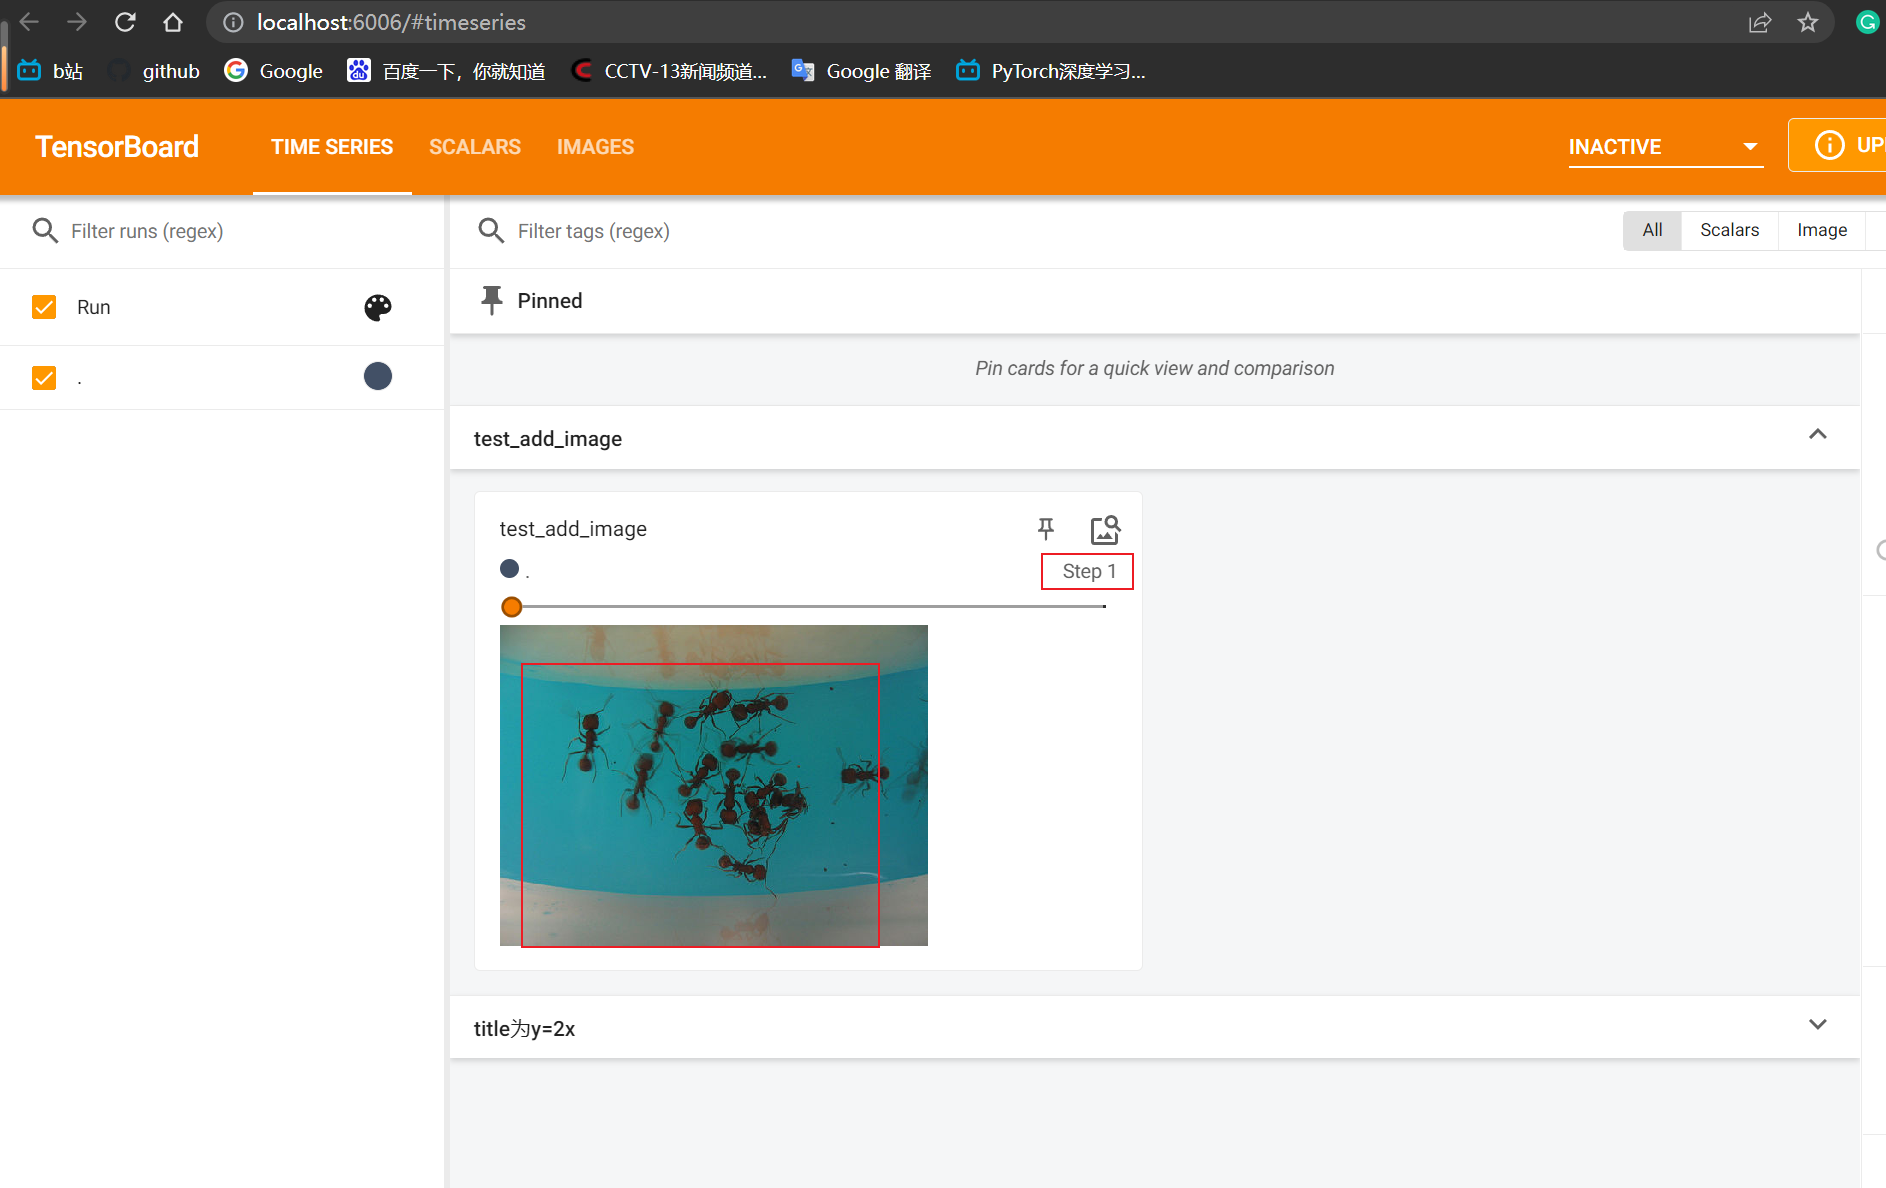 localhost:6006/#timeseries
b站 github Google 百度一下，你就知道 CCTV-13新闻频道... Google 翻译 PyTorch深度学习...
TensorBoard TIME SERIES SCALARS IMAGES INACTIVE UP
Filter runs (regex) Filter tags (regex) All Scalars Image
Run
.
Pinned
Pin cards for a quick view and comparison
test_add_image
test_add_image
. Step 1
title为y=2x